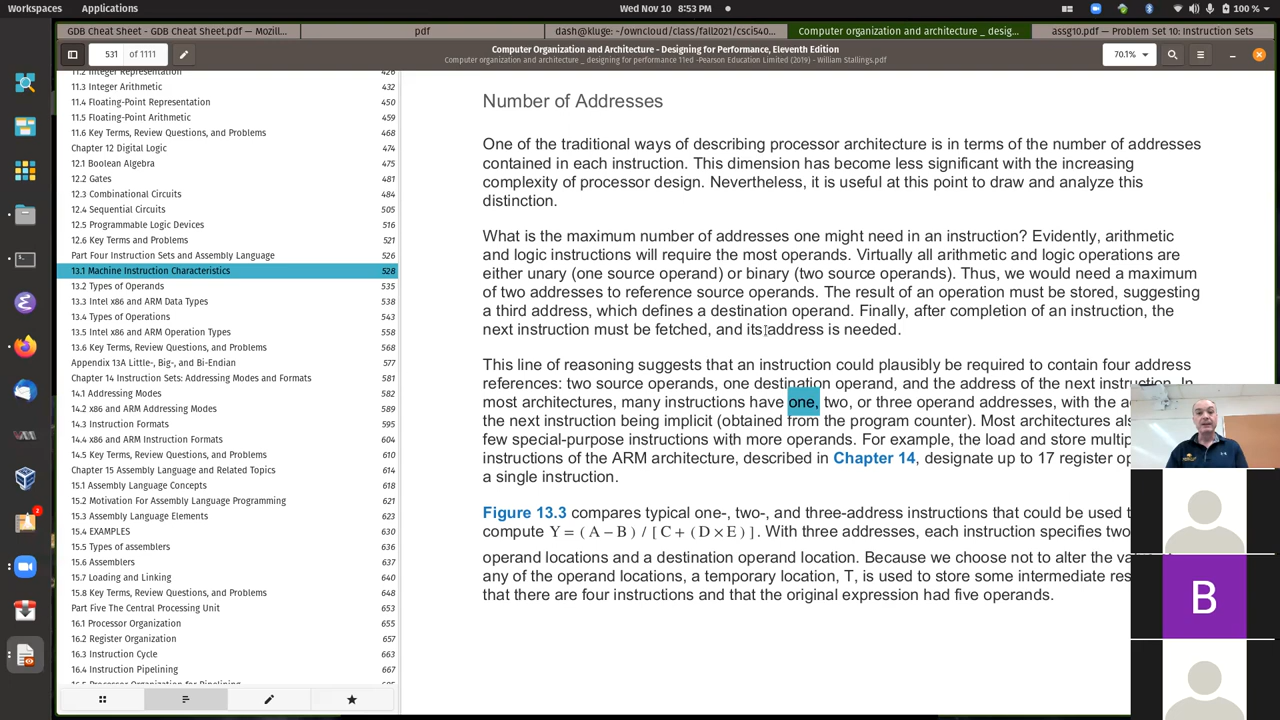 Workspaces Applications Wed Nov 10 8:53 PM 100 %
GDB Cheat Sheet - GDB Cheat Sheet.pdf — Mozill... pdf dash@kluge: ~/owncloud/class/fall2021/csci540... Computer organization and architecture _ desig... assg10.pdf — Problem Set 10: Instruction Sets
531 of 1111 Computer Organization and Architecture - Designing for Performance, Eleventh Edition 70.1%
Computer organization and architecture _ designing for performance 11ed -Pearson Education Limited (2019) - William Stallings.pdf
11.2 Integer Representation 426
11.3 Integer Arithmetic 432
11.4 Floating-Point Representation 450
11.5 Floating-Point Arithmetic 459
11.6 Key Terms, Review Questions, and Problems 468
Chapter 12 Digital Logic 474
12.1 Boolean Algebra 475
12.2 Gates 481
12.3 Combinational Circuits 484
12.4 Sequential Circuits 505
12.5 Programmable Logic Devices 516
12.6 Key Terms and Problems 521
Part Four Instruction Sets and Assembly Language 526
13.1 Machine Instruction Characteristics 528
13.2 Types of Operands 535
13.3 Intel x86 and ARM Data Types 538
13.4 Types of Operations 543
13.5 Intel x86 and ARM Operation Types 558
13.6 Key Terms, Review Questions, and Problems 568
Appendix 13A Little-, Big-, and Bi-Endian 577
Chapter 14 Instruction Sets: Addressing Modes and Formats 581
14.1 Addressing Modes 582
14.2 x86 and ARM Addressing Modes 589
14.3 Instruction Formats 595
14.4 x86 and ARM Instruction Formats 604
14.5 Key Terms, Review Questions, and Problems 610
Chapter 15 Assembly Language and Related Topics 614
15.1 Assembly Language Concepts 618
15.2 Motivation For Assembly Language Programming 621
15.3 Assembly Language Elements 623
15.4 EXAMPLES 630
15.5 Types of assemblers 636
15.6 Assemblers 637
15.7 Loading and Linking 640
15.8 Key Terms, Review Questions, and Problems 648
Part Five The Central Processing Unit 653
16.1 Processor Organization 655
16.2 Register Organization 657
16.3 Instruction Cycle 663
16.4 Instruction Pipelining 667
16.5 Processor Organization for Pipelining
Number of Addresses
One of the traditional ways of describing processor architecture is in terms of the number of addresses
contained in each instruction. This dimension has become less significant with the increasing
complexity of processor design. Nevertheless, it is useful at this point to draw and analyze this
distinction.
What is the maximum number of addresses one might need in an instruction? Evidently, arithmetic
and logic instructions will require the most operands. Virtually all arithmetic and logic operations are
either unary (one source operand) or binary (two source operands). Thus, we would need a maximum
of two addresses to reference source operands. The result of an operation must be stored, suggesting
a third address, which defines a destination operand. Finally, after completion of an instruction, the
next instruction must be fetched, and its address is needed.
This line of reasoning suggests that an instruction could plausibly be required to contain four address
references: two source operands, one destination operand, and the address of the next instruction. In
most architectures, many instructions have one, two, or three operand addresses, with the
the next instruction being implicit (obtained from the program counter). Most architectures
few special-purpose instructions with more operands. For example, the load and store
instructions of the ARM architecture, described in Chapter 14, designate up to 17 register
a single instruction.
Figure 13.3 compares typical one-, two-, and three-address instructions that could be used
compute Y = ( A − B ) / [ C + ( D × E ) ] . With three addresses, each instruction specifies
operand locations and a destination operand location. Because we choose not to alter the
any of the operand locations, a temporary location, T, is used to store some intermediate
that there are four instructions and that the original expression had five operands.
B
2